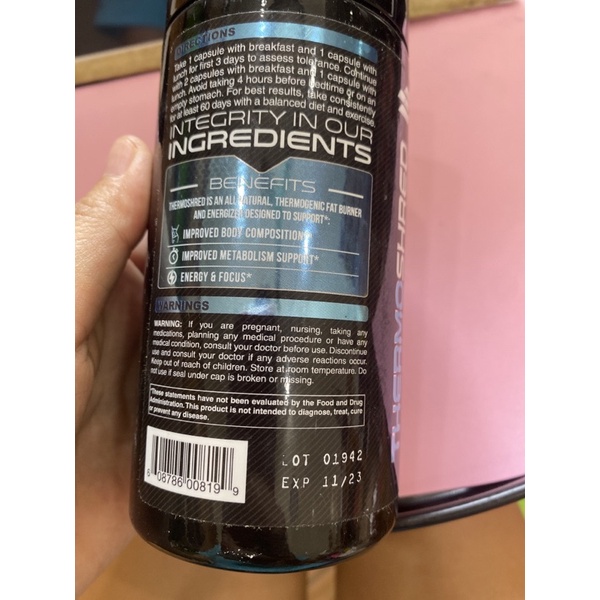 DIRECTIONS
Take 1 capsule with breakfast and 1 capsule with
lunch for first 3 days to assess tolerance. Continue
with 2 capsules with breakfast and 1 capsule with
lunch. Avoid taking 4 hours before bedtime or on an
empty stomach. For best results, take consistently
for at least 60 days with a balanced diet and exercise.
INTEGRITY IN OUR
INGREDIENTS
BENEFITS
THERMOSHRED IS AN ALL NATURAL, THERMOGENIC FAT BURNER
AND ENERGIZER DESIGNED TO SUPPORT*:
IMPROVED BODY COMPOSITION*
IMPROVED METABOLISM SUPPORT*
ENERGY & FOCUS*
WARNINGS
WARNING: If you are pregnant, nursing, taking any
medications, planning any medical procedure or have any
medical condition, consult your doctor before use. Discontinue
use and consult your doctor if any adverse reactions occur.
Keep out of reach of children. Store at room temperature. Do
not use if seal under cap is broken or missing.
*These statements have not been evaluated by the Food and Drug
Administration. This product is not intended to diagnose, treat, cure
or prevent any disease.
6 08786 00819 9
LOT 01942
EXP 11/23
THERMOSHRED